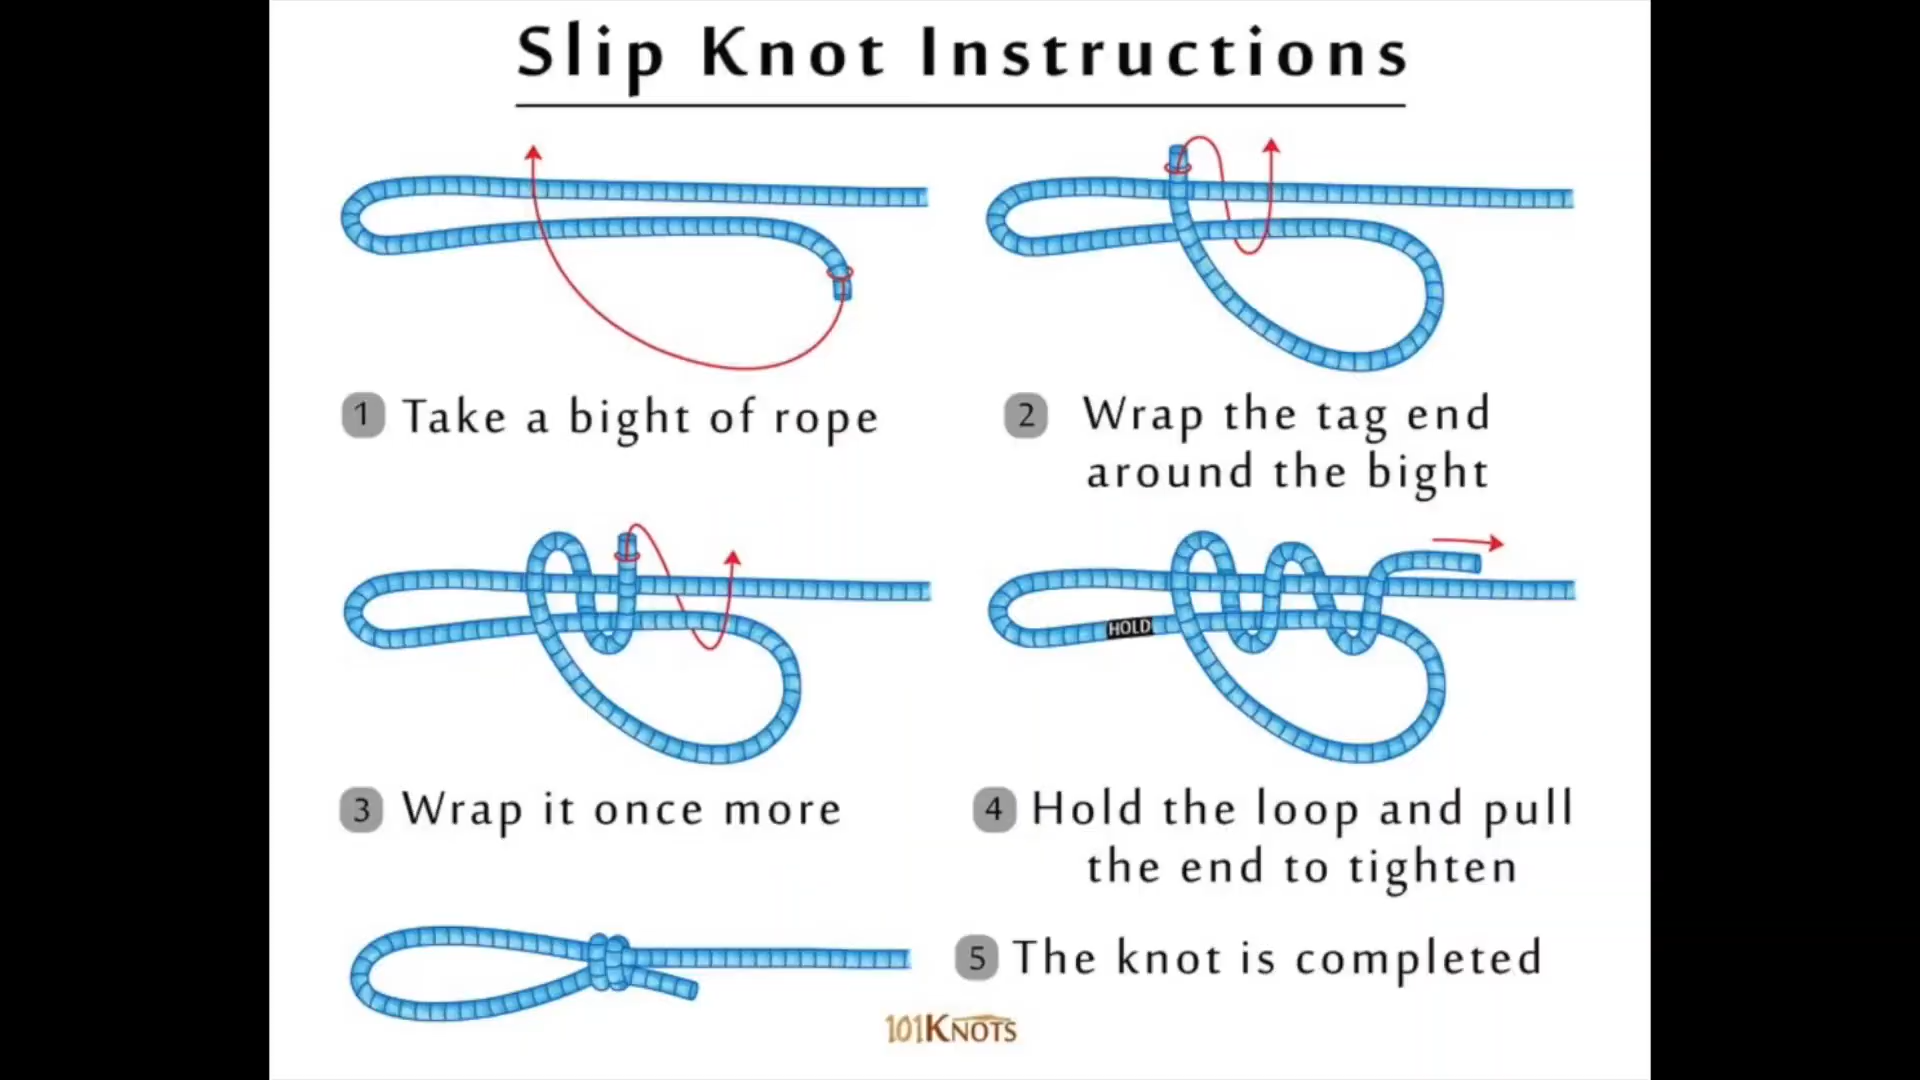 Slip Knot Instructions
1 Take a bight of rope
2 Wrap the tag end
around the bight
3 Wrap it once more
HOLD
4 Hold the loop and pull
the end to tighten
5 The knot is completed
101KNOTS